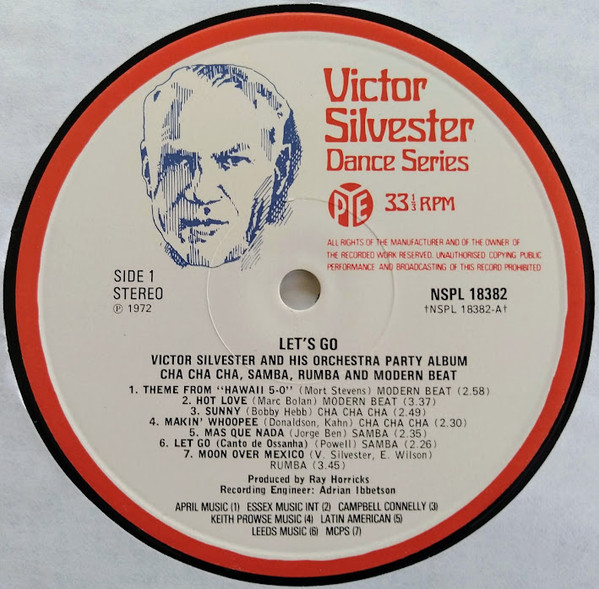 Victor
Silvester
Dance Series
PYE
33 1/3 RPM
ALL RIGHTS OF THE MANUFACTURER AND OF THE OWNER OF
THE RECORDED WORK RESERVED. UNAUTHORISED COPYING PUBLIC
PERFORMANCE AND BROADCASTING OF THIS RECORD PROHIBITED
SIDE 1
STEREO
Ⓟ 1972
NSPL 18382
†NSPL 18382-A†
LET'S GO
VICTOR SILVESTER AND HIS ORCHESTRA PARTY ALBUM
CHA CHA CHA, SAMBA, RUMBA AND MODERN BEAT
1. THEME FROM "HAWAII 5-0" (Mort Stevens) MODERN BEAT (2.58)
2. HOT LOVE (Marc Bolan) MODERN BEAT (3.37)
3. SUNNY (Bobby Hebb) CHA CHA CHA (2.49)
4. MAKIN' WHOOPEE (Donaldson, Kahn) CHA CHA CHA (2.30)
5. MAS QUE NADA (Jorge Ben) SAMBA (2.35)
6. LET GO (Canto de Ossanha) (Powell) SAMBA (2.26)
7. MOON OVER MEXICO (V. Silvester, E. Wilson)
RUMBA (3.45)
Produced by Ray Horricks
Recording Engineer: Adrian Ibbetson
APRIL MUSIC (1) ESSEX MUSIC INT (2) CAMPBELL CONNELLY (3)
KEITH PROWSE MUSIC (4) LATIN AMERICAN (5)
LEEDS MUSIC (6) MCPS (7)